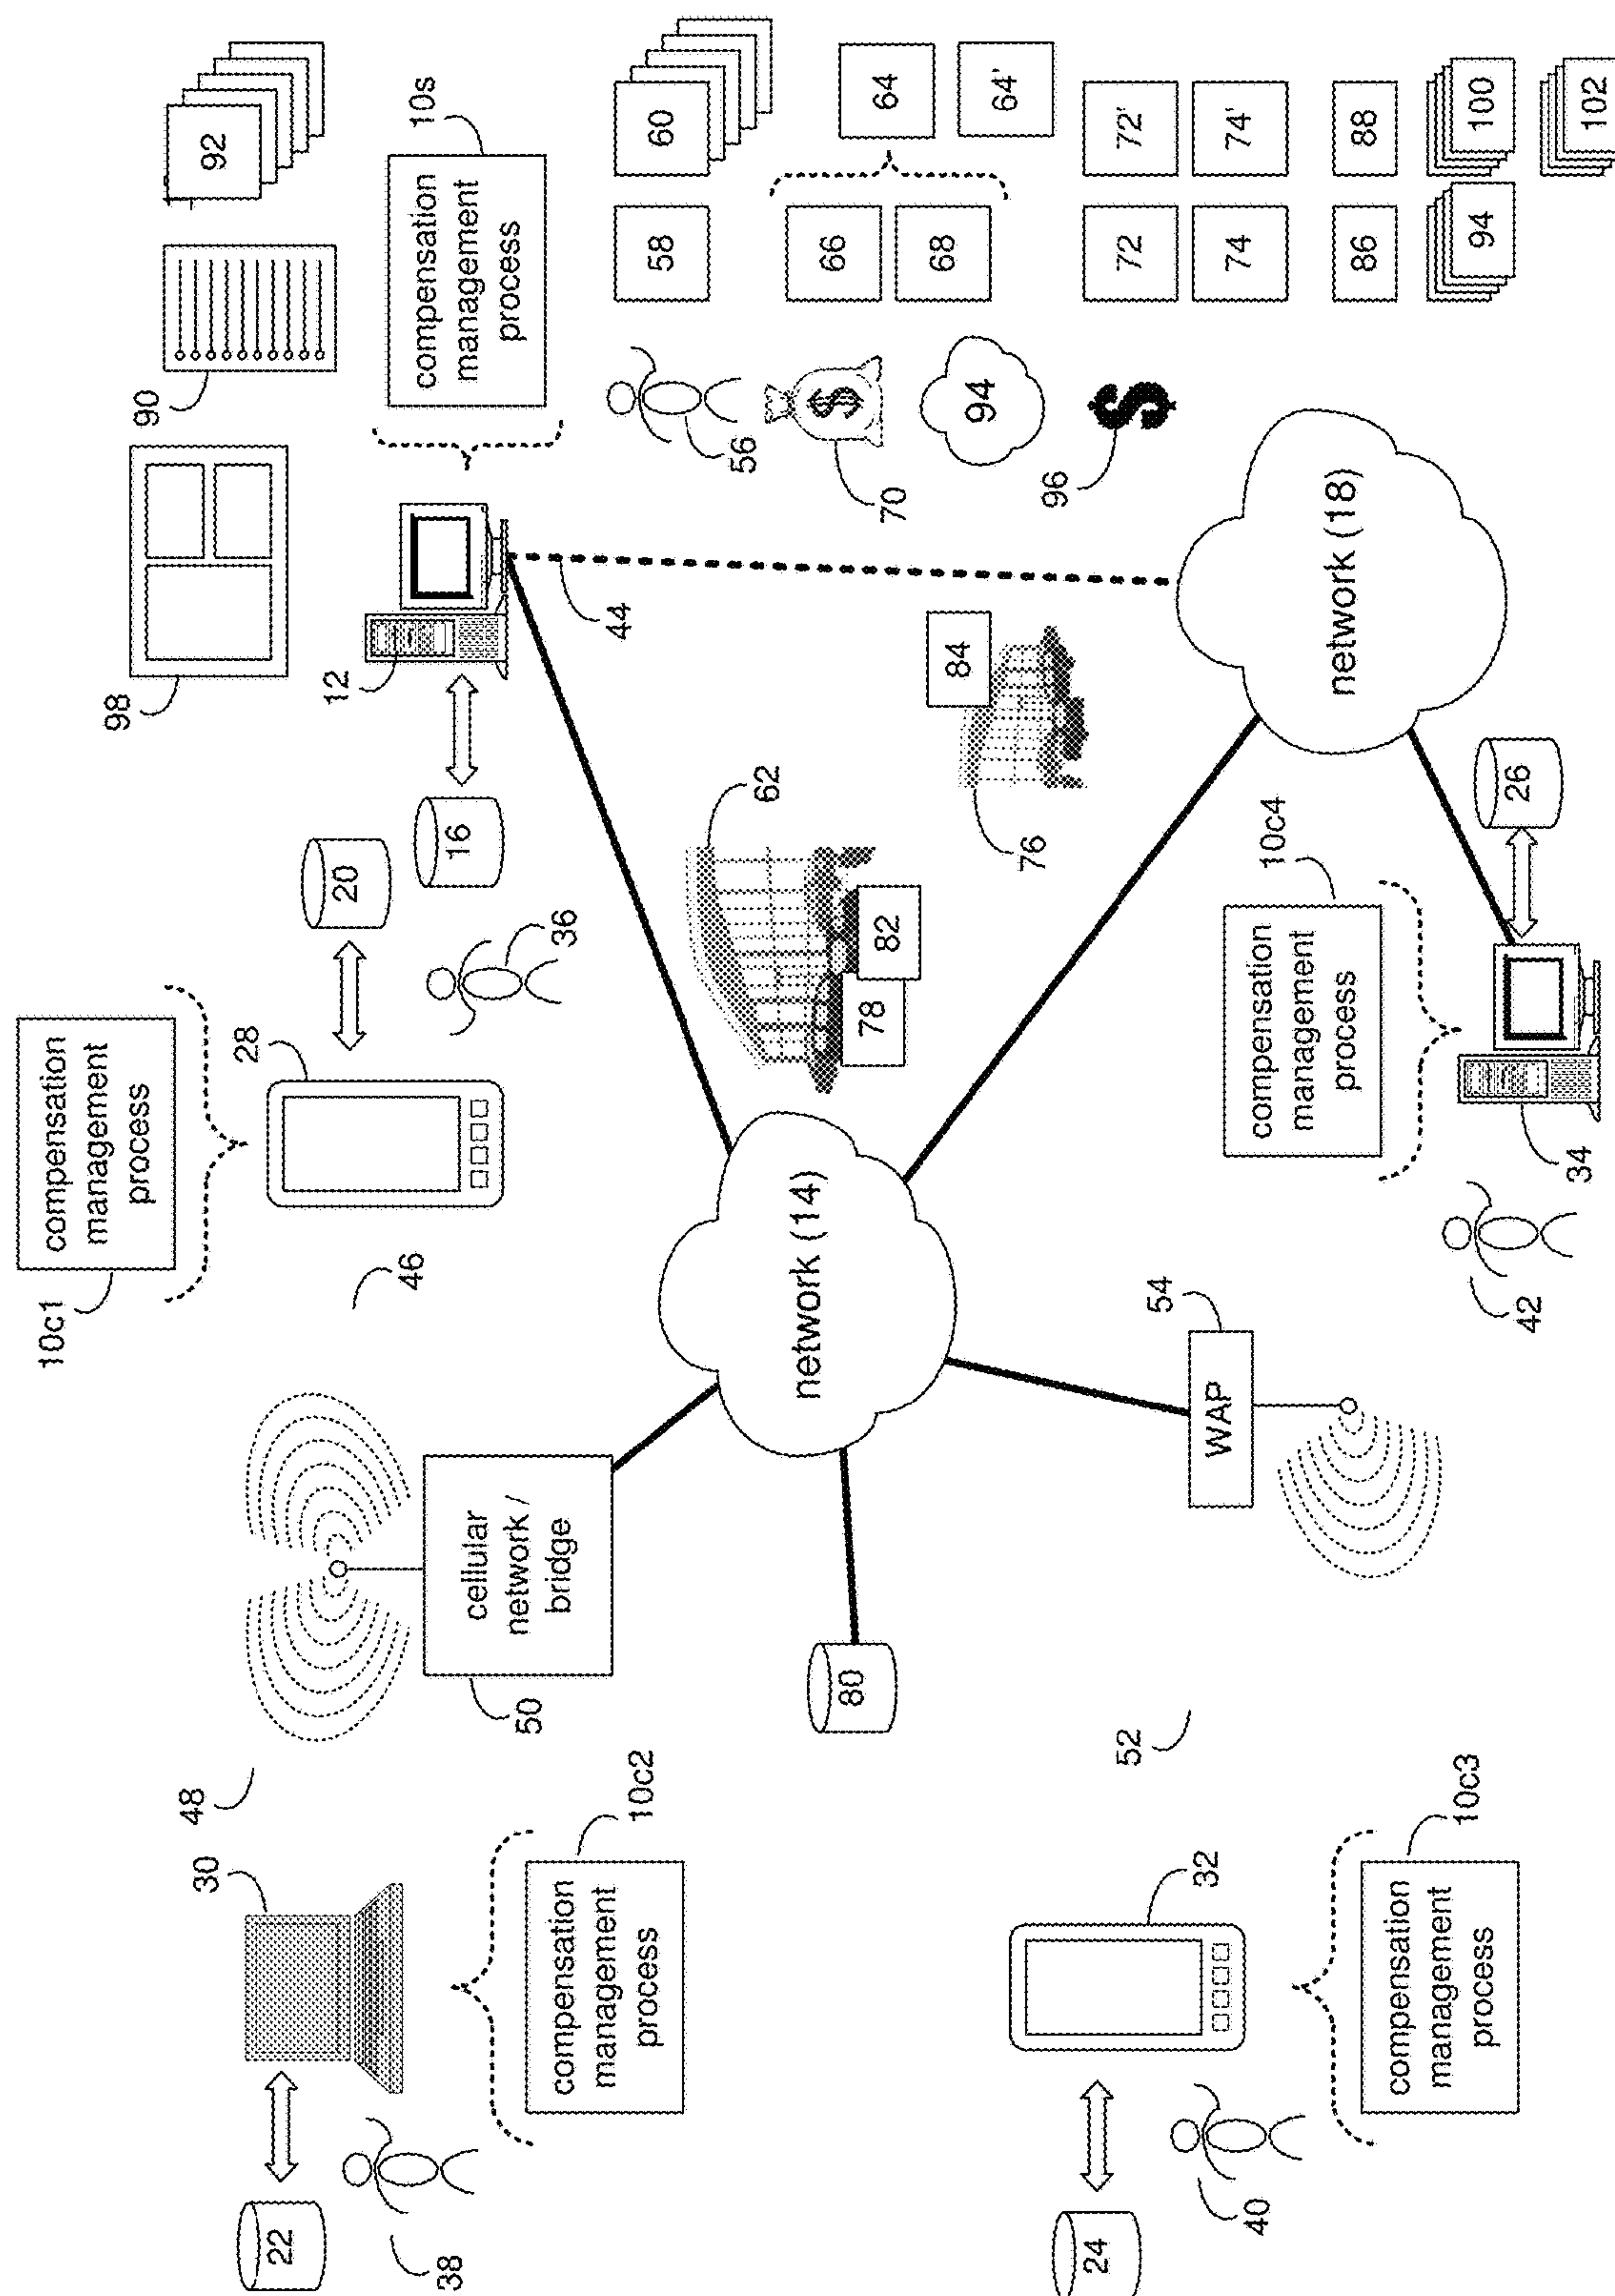 10c1
compensation
management
process
28
20
46
36
98
90
92
12
16
compensation
management
process
10s
48
30
22
38
compensation
management
process
10c2
cellular
network /
bridge
50
80
network (14)
62
78
82
44
76
84
56
70
94
96
58
60
66
68
64
64'
72
72'
74
74'
86
88
94
100
102
network (18)
52
WAP
54
32
24
40
compensation
management
process
10c3
compensation
management
process
10c4
26
34
42